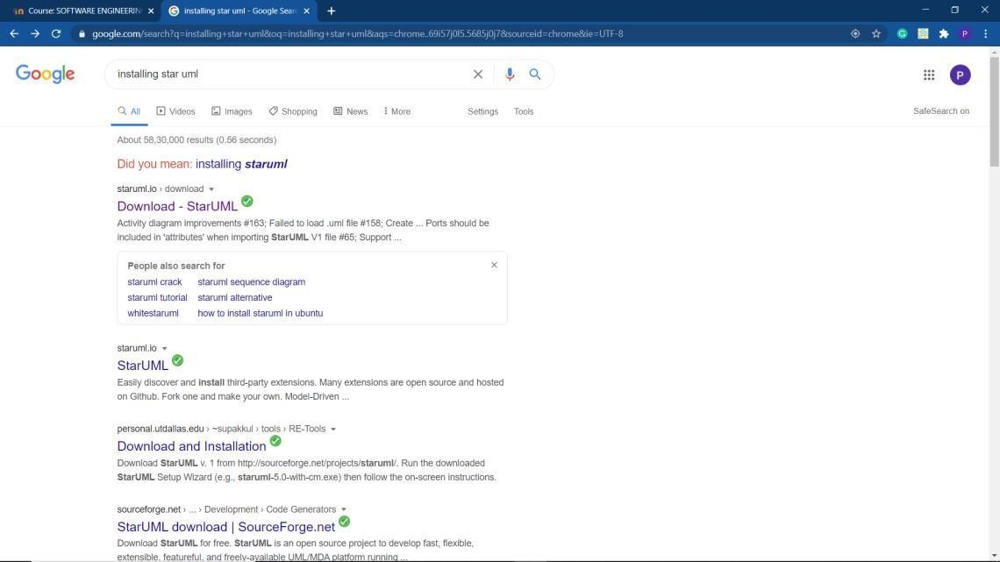 Course: SOFTWARE ENGINEERIN
installing star uml - Google Sear
google.com/search?q=installing+star+uml&oq=installing+star+uml&aqs=chrome..69i57j0l5.5685j0j7&sourceid=chrome&ie=UTF-8
P
Google
installing star uml
P
All
Videos
Images
Shopping
News
More
Settings
Tools
SafeSearch on
About 58,30,000 results (0.56 seconds)
Did you mean: installing staruml
staruml.io › download
Download - StarUML
Activity diagram improvements #163; Failed to load .uml file #158; Create ... Ports should be
included in 'attributes' when importing StarUML V1 file #65; Support ...
People also search for
staruml crack staruml sequence diagram
staruml tutorial staruml alternative
whitestaruml how to install staruml in ubuntu
staruml.io
StarUML
Easily discover and install third-party extensions. Many extensions are open source and hosted
on Github. Fork one and make your own. Model-Driven ...
personal.utdallas.edu › ~supakkul › tools › RE-Tools
Download and Installation
Download StarUML v. 1 from http://sourceforge.net/projects/staruml/. Run the downloaded
StarUML Setup Wizard (e.g., staruml-5.0-with-cm.exe) then follow the on-screen instructions.
sourceforge.net › ... › Development › Code Generators
StarUML download | SourceForge.net
Download StarUML for free. StarUML is an open source project to develop fast, flexible,
extensible, featureful, and freely-available UML/MDA platform running ...